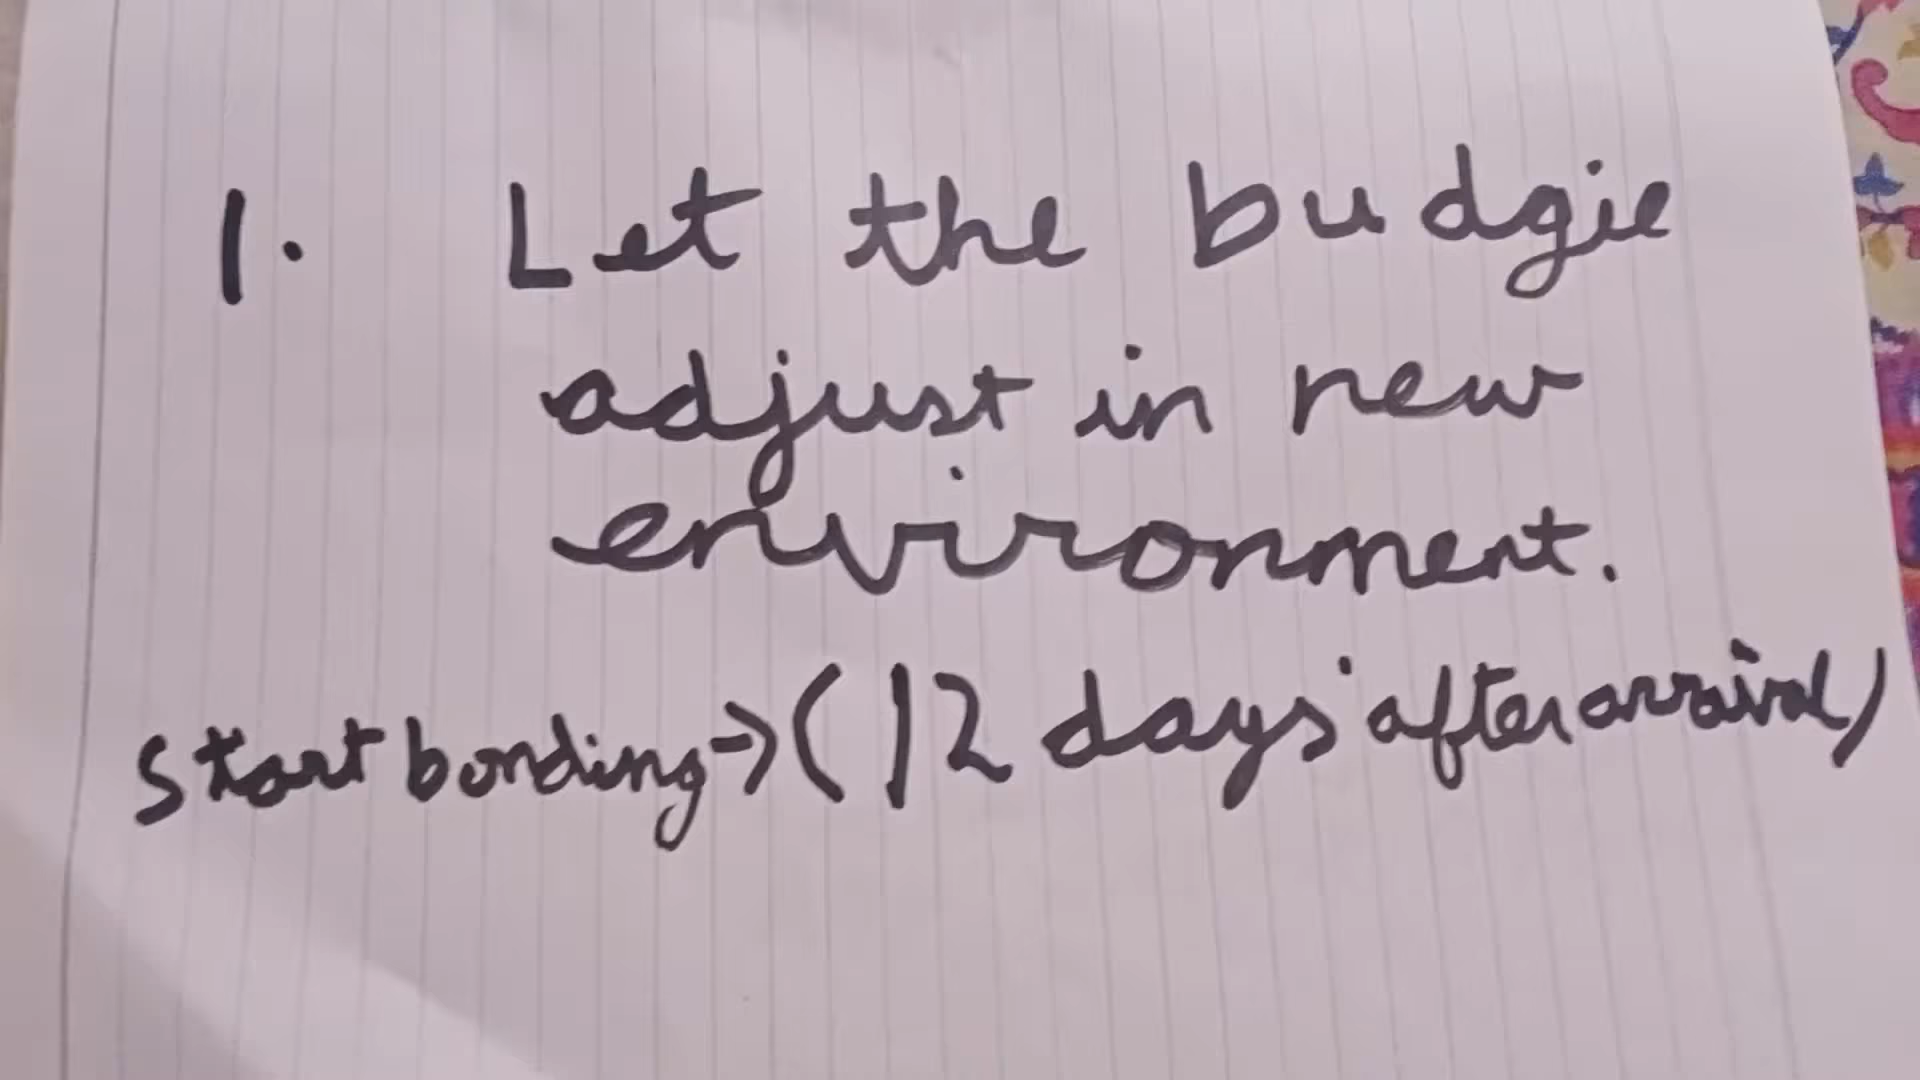 1. Let the budgie
adjust in new
environment.
Start bonding→(12 days after arrival)